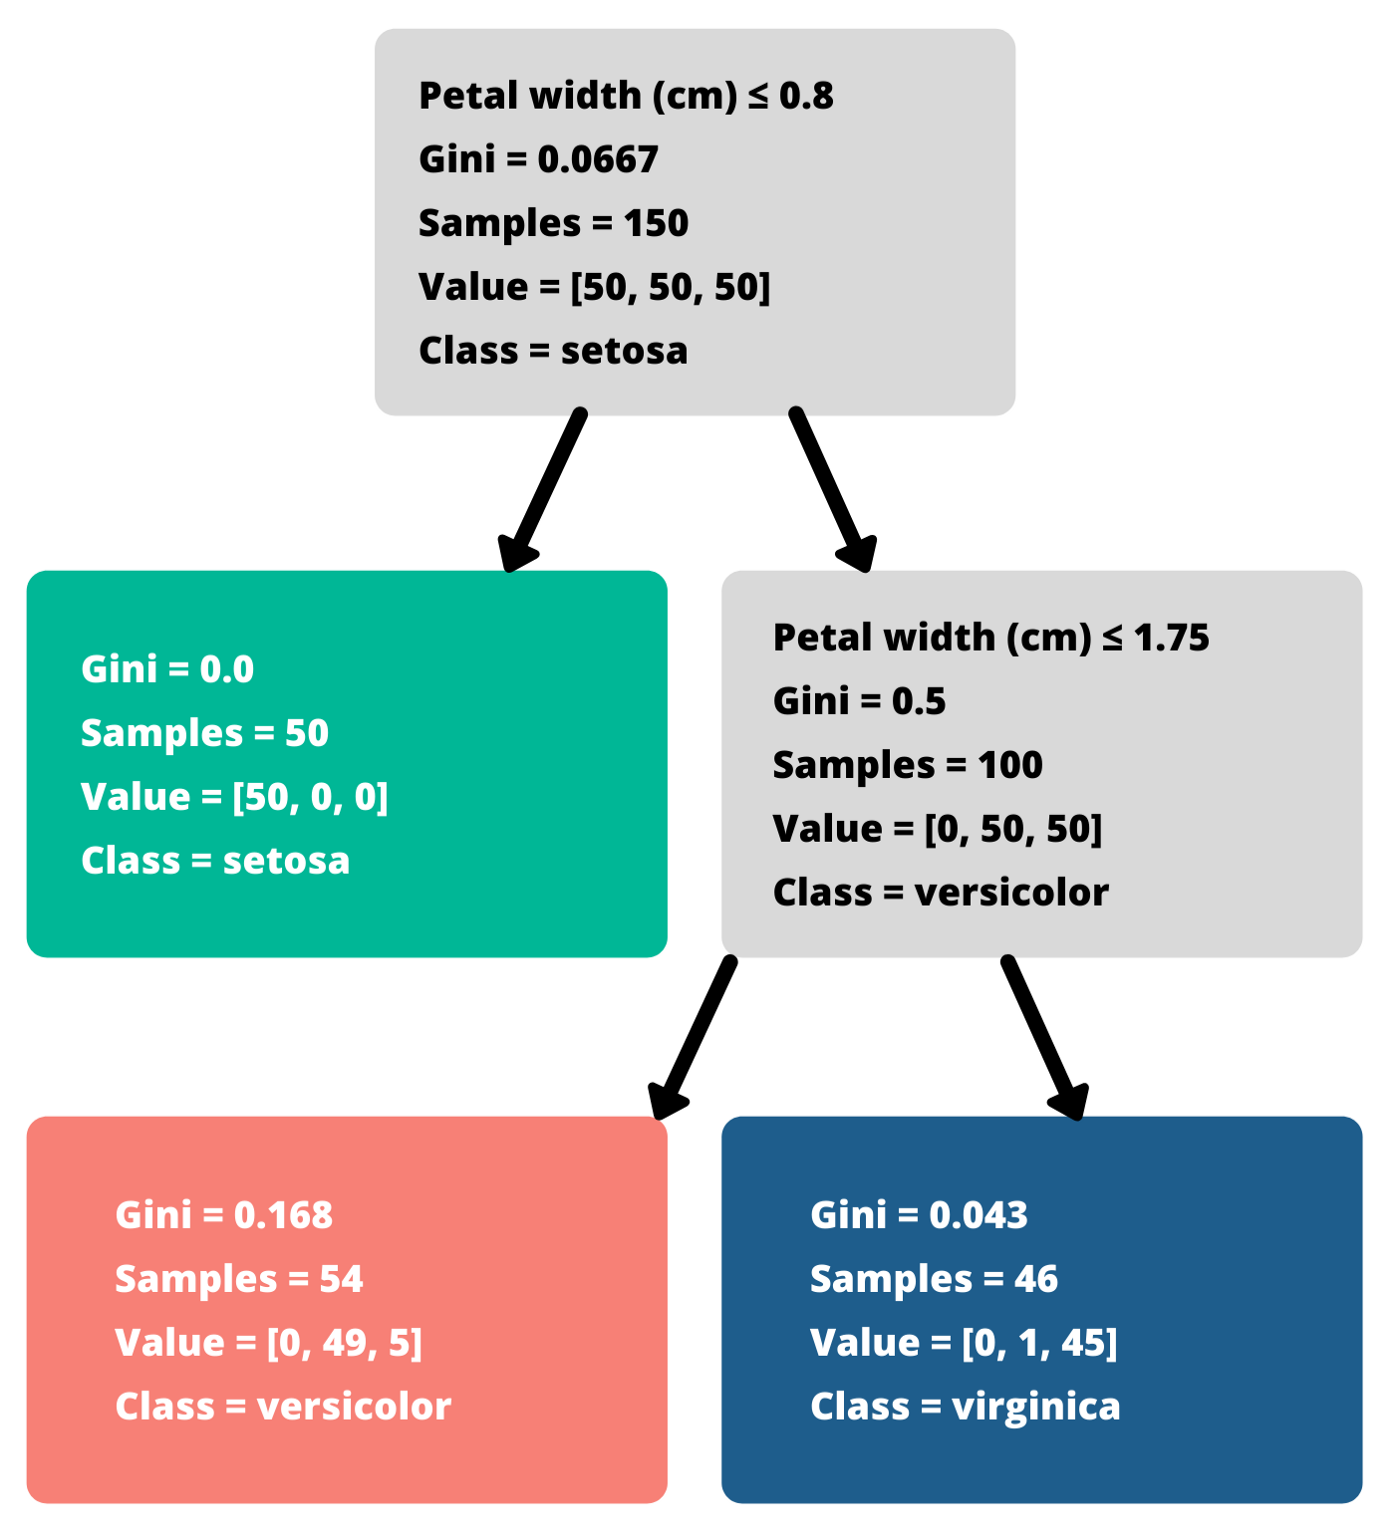 Petal width (cm) ≤ 0.8
Gini = 0.0667
Samples = 150
Value = [50, 50, 50]
Class = setosa
Gini = 0.0
Samples = 50
Value = [50, 0, 0]
Class = setosa
Petal width (cm) ≤ 1.75
Gini = 0.5
Samples = 100
Value = [0, 50, 50]
Class = versicolor
Gini = 0.168
Samples = 54
Value = [0, 49, 5]
Class = versicolor
Gini = 0.043
Samples = 46
Value = [0, 1, 45]
Class = virginica